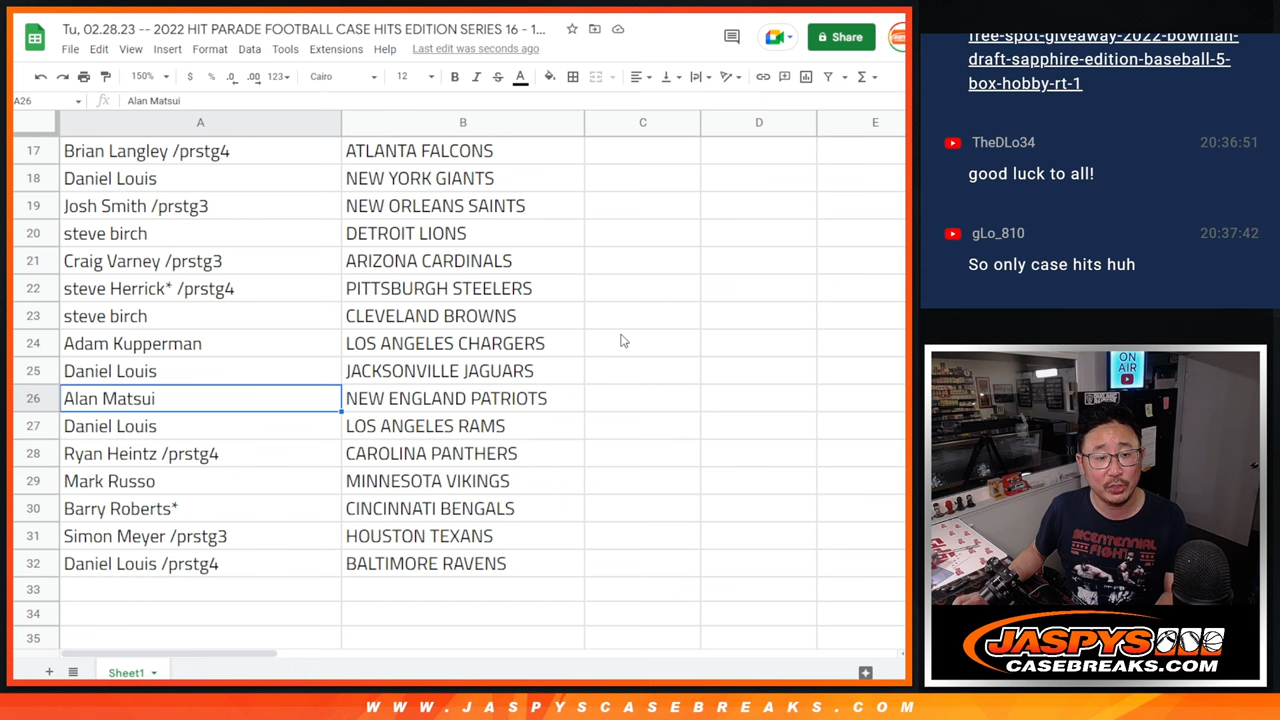 Tu, 02.28.23 -- 2022 HIT PARADE FOOTBALL CASE HITS EDITION SERIES 16 - 1...
File Edit View Insert Format Data Tools Extensions Help Last edit was seconds ago
Share
150% $ % .0 .00 123 Cairo 12 B I S A
A26 fx Alan Matsui
A B C D E
17 Brian Langley /prstg4 ATLANTA FALCONS
18 Daniel Louis NEW YORK GIANTS
19 Josh Smith /prstg3 NEW ORLEANS SAINTS
20 steve birch DETROIT LIONS
21 Craig Varney /prstg3 ARIZONA CARDINALS
22 steve Herrick* /prstg4 PITTSBURGH STEELERS
23 steve birch CLEVELAND BROWNS
24 Adam Kupperman LOS ANGELES CHARGERS
25 Daniel Louis JACKSONVILLE JAGUARS
26 Alan Matsui NEW ENGLAND PATRIOTS
27 Daniel Louis LOS ANGELES RAMS
28 Ryan Heintz /prstg4 CAROLINA PANTHERS
29 Mark Russo MINNESOTA VIKINGS
30 Barry Roberts* CINCINNATI BENGALS
31 Simon Meyer /prstg3 HOUSTON TEXANS
32 Daniel Louis /prstg4 BALTIMORE RAVENS
33
34
35
Sheet1
free-spot-giveaway-2022-bowman-
draft-sapphire-edition-baseball-5-
box-hobby-rt-1
TheDLo34 20:36:51
good luck to all!
gLo_810 20:37:42
So only case hits huh
ON
AIR
BICENTENNIAL
FIGHT
JASPYS
CASEBREAKS.COM
WWW.JASPYSCASEBREAKS.COM